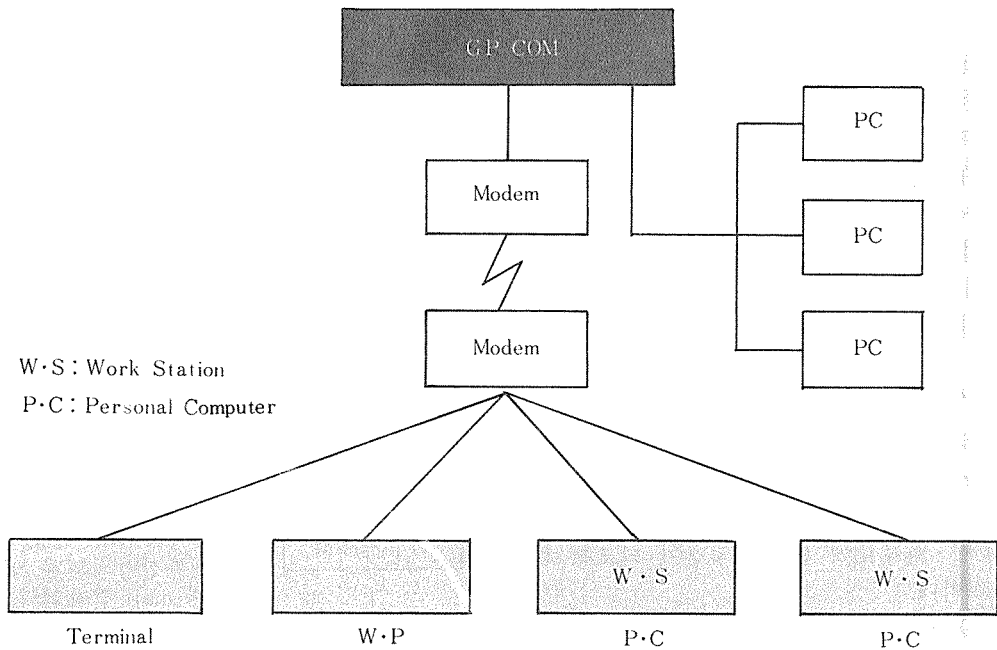 GP COM
PC
Modem
PC
Modem
PC
W·S : Work Station
P·C : Personal Computer
W·S
W·S
Terminal
W·P
P·C
P·C